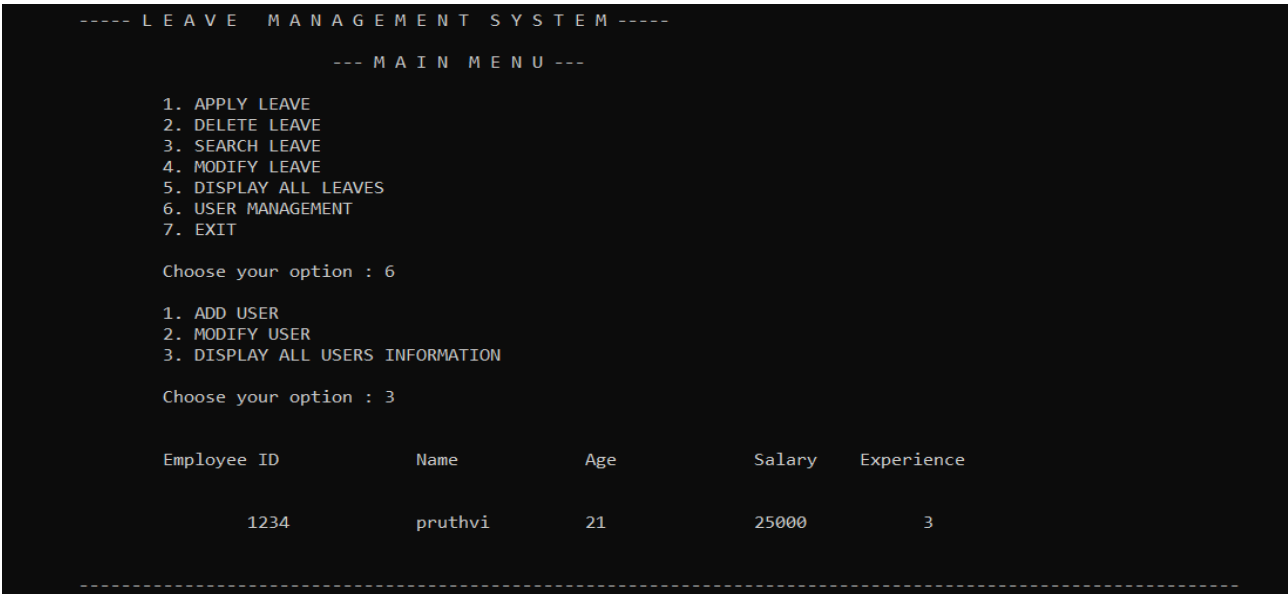 ----- L E A V E   M A N A G E M E N T  S Y S T E M -----
--- M A I N  M E N U ---
1. APPLY LEAVE
2. DELETE LEAVE
3. SEARCH LEAVE
4. MODIFY LEAVE
5. DISPLAY ALL LEAVES
6. USER MANAGEMENT
7. EXIT
Choose your option : 6
1. ADD USER
2. MODIFY USER
3. DISPLAY ALL USERS INFORMATION
Choose your option : 3
Employee ID   Name   Age   Salary   Experience
1234   pruthvi   21   25000   3
--------------------------------------------------------------------------------------------------------------